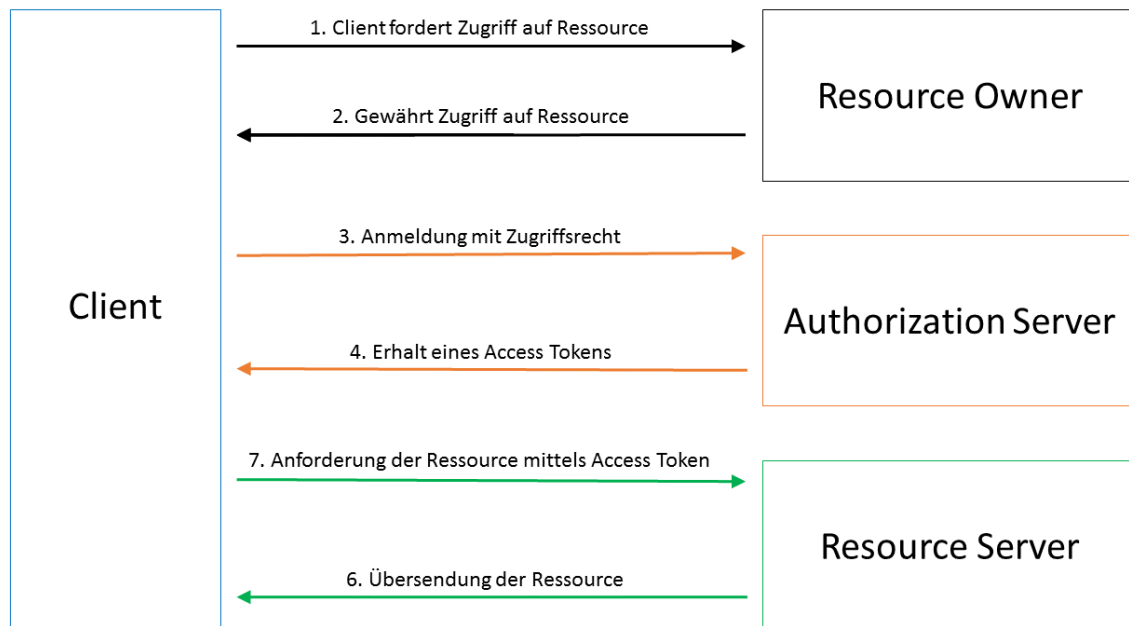 1. Client fordert Zugriff auf Ressource
Resource Owner
2. Gewährt Zugriff auf Ressource
3. Anmeldung mit Zugriffsrecht
Client
Authorization Server
4. Erhalt eines Access Tokens
7. Anforderung der Ressource mittels Access Token
Resource Server
6. Übersendung der Ressource